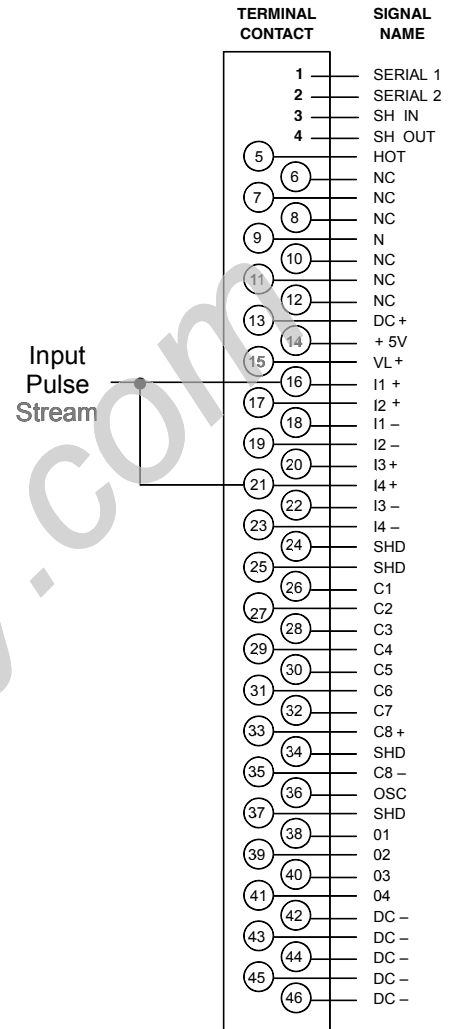 TERMINAL CONTACT SIGNAL NAME
1 SERIAL 1
2 SERIAL 2
3 SH IN
4 SH OUT
5 HOT
6 NC
7 NC
8 NC
9 N
10 NC
11 NC
12 NC
13 DC +
14 + 5V
15 VL +
Input Pulse Stream
16 I1 +
17 I2 +
18 I1 –
19 I2 –
20 I3 +
21 I4 +
22 I3 –
23 I4 –
24 SHD
25 SHD
26 C1
27 C2
28 C3
29 C4
30 C5
31 C6
32 C7
33 C8 +
34 SHD
35 C8 –
36 OSC
37 SHD
38 01
39 02
40 03
41 04
42 DC –
43 DC –
44 DC –
45 DC –
46 DC –
y.com